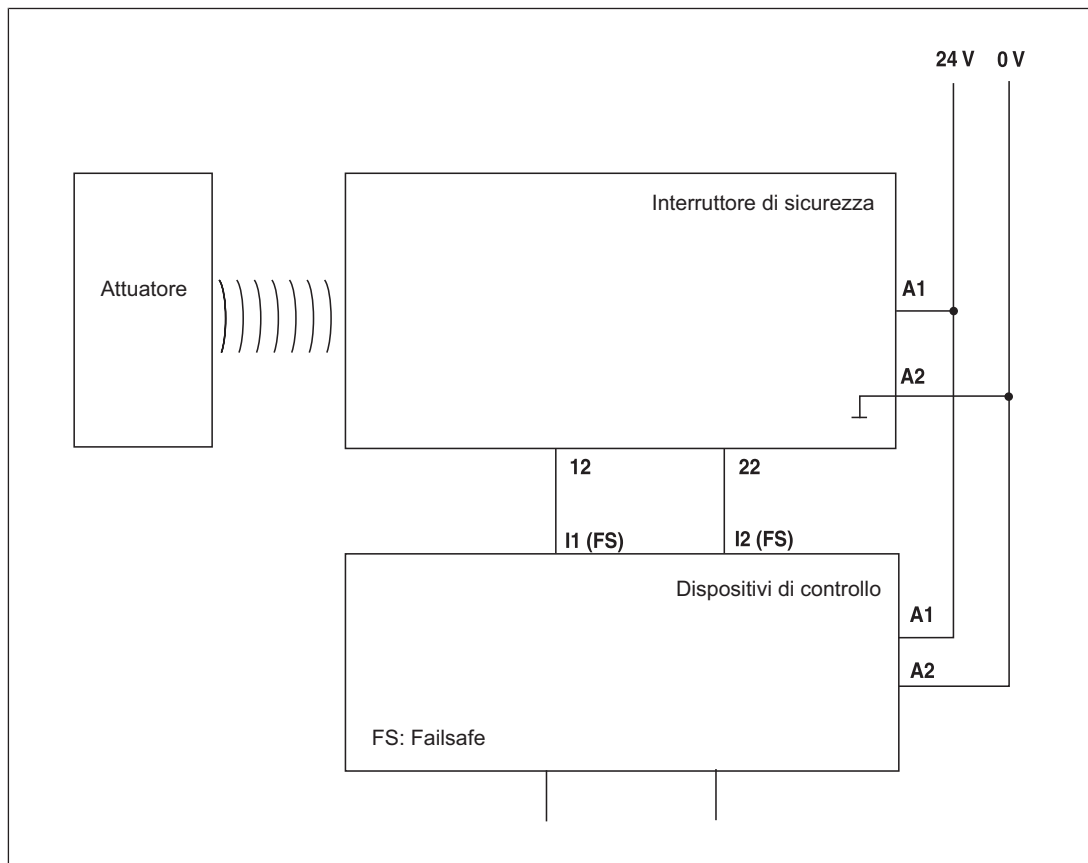 24 V 0 V
Interruttore di sicurezza
Attuatore
A1
A2
12 22
I1 (FS) I2 (FS)
Dispositivi di controllo
A1
A2
FS: Failsafe